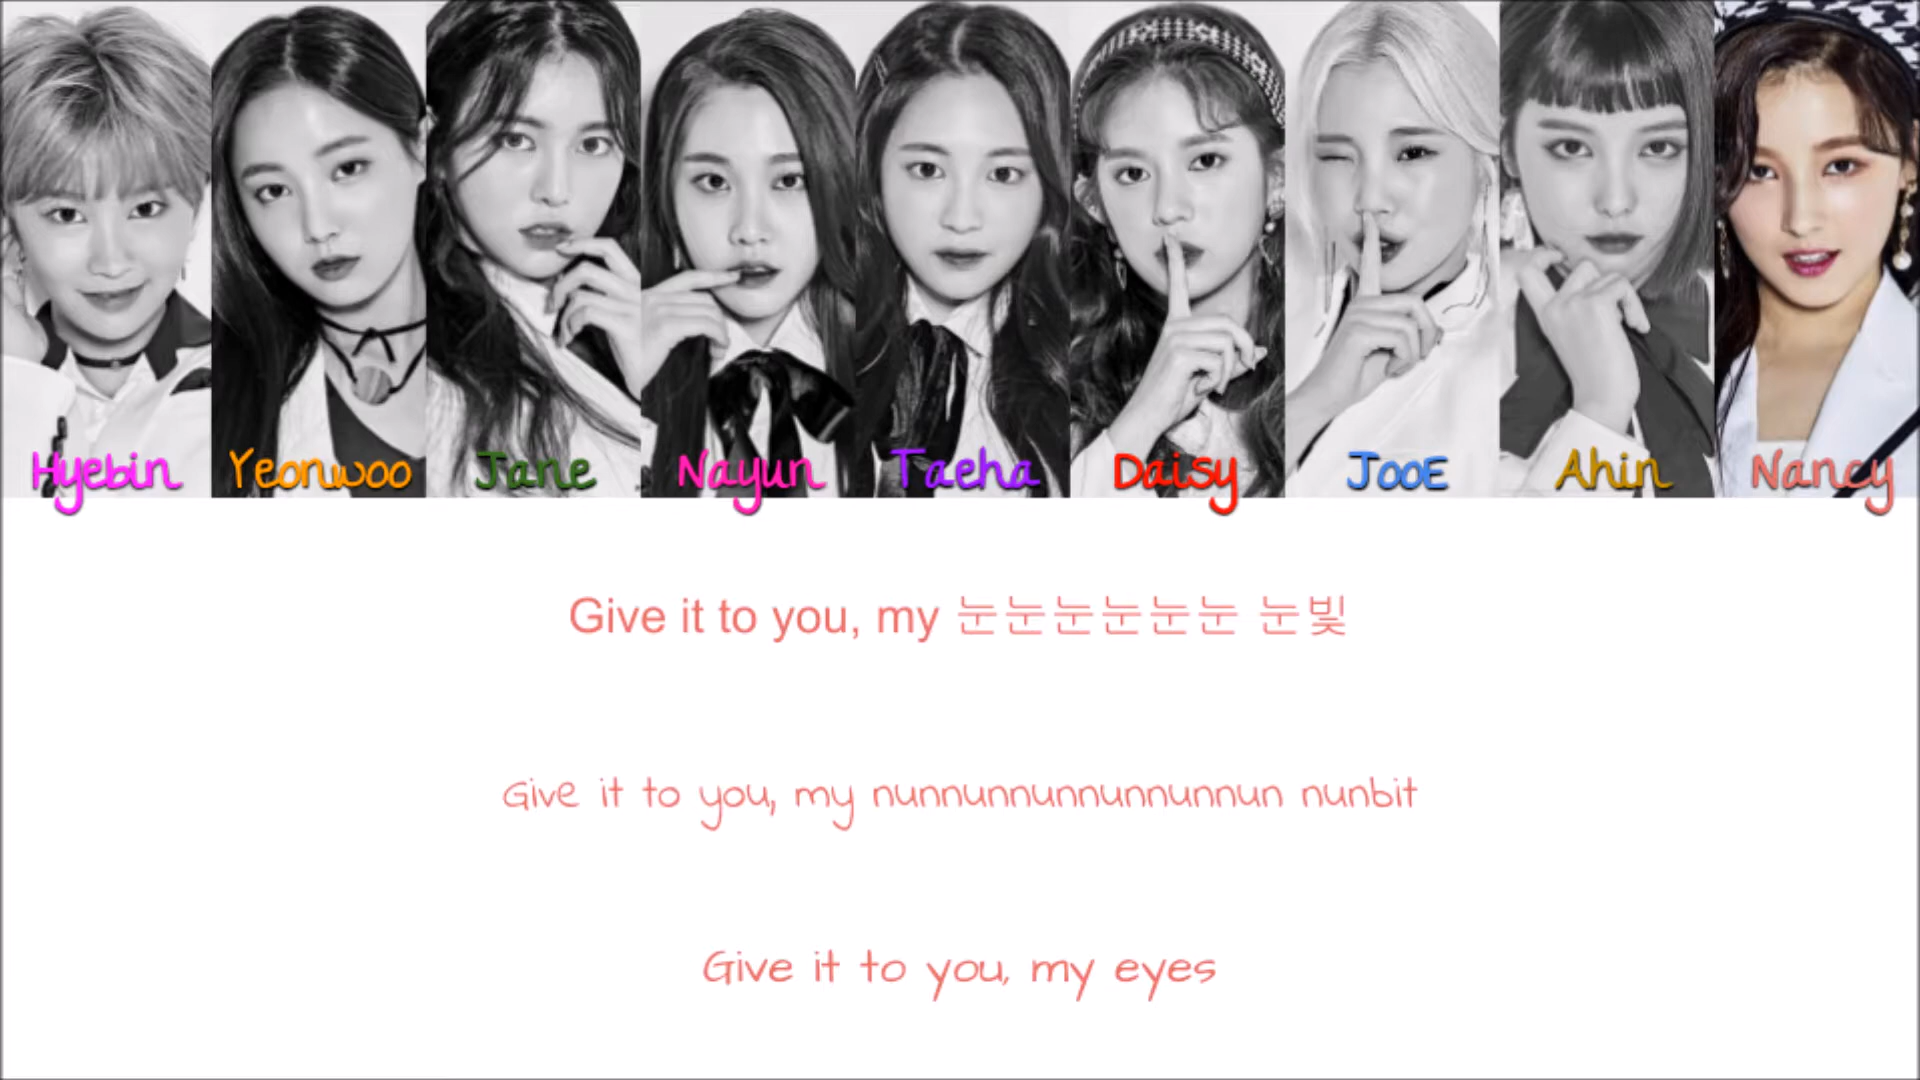 Hyebin Yeonwoo Jane Nayun Taeha Daisy JooE Ahin Nancy
Give it to you, my 눈눈눈눈눈눈 눈빛
Give it to you, my nunnunnunnunnunnun nunbit
Give it to you, my eyes